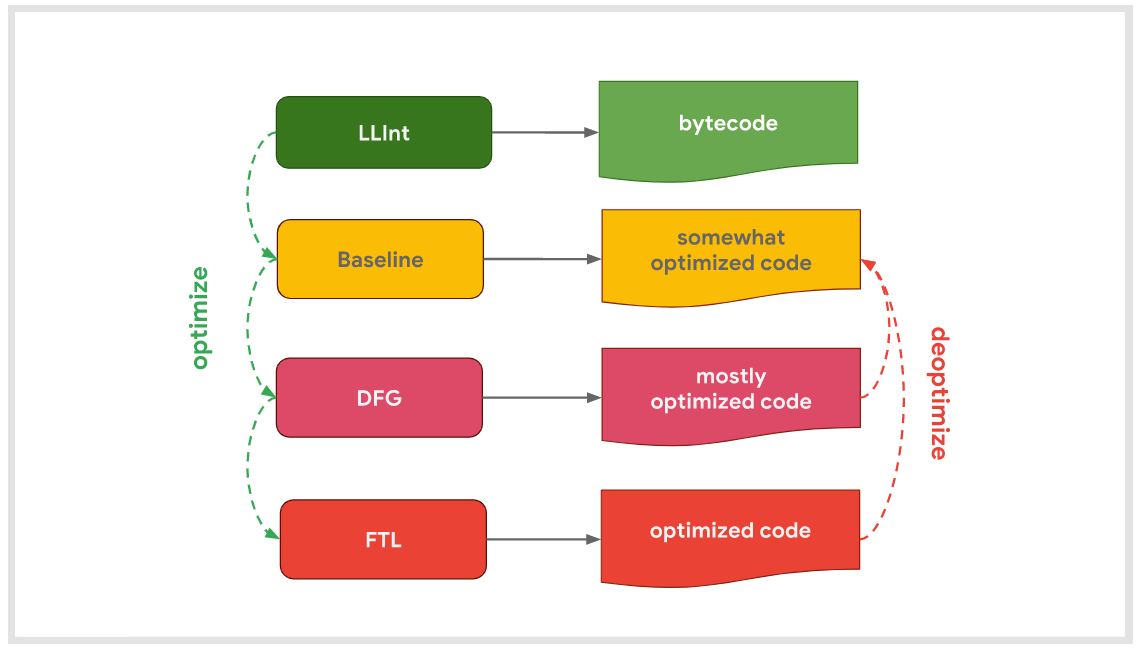 LLInt
bytecode
Baseline
somewhat
optimized code
optimize
DFG
mostly
optimized code
deoptimize
FTL
optimized code